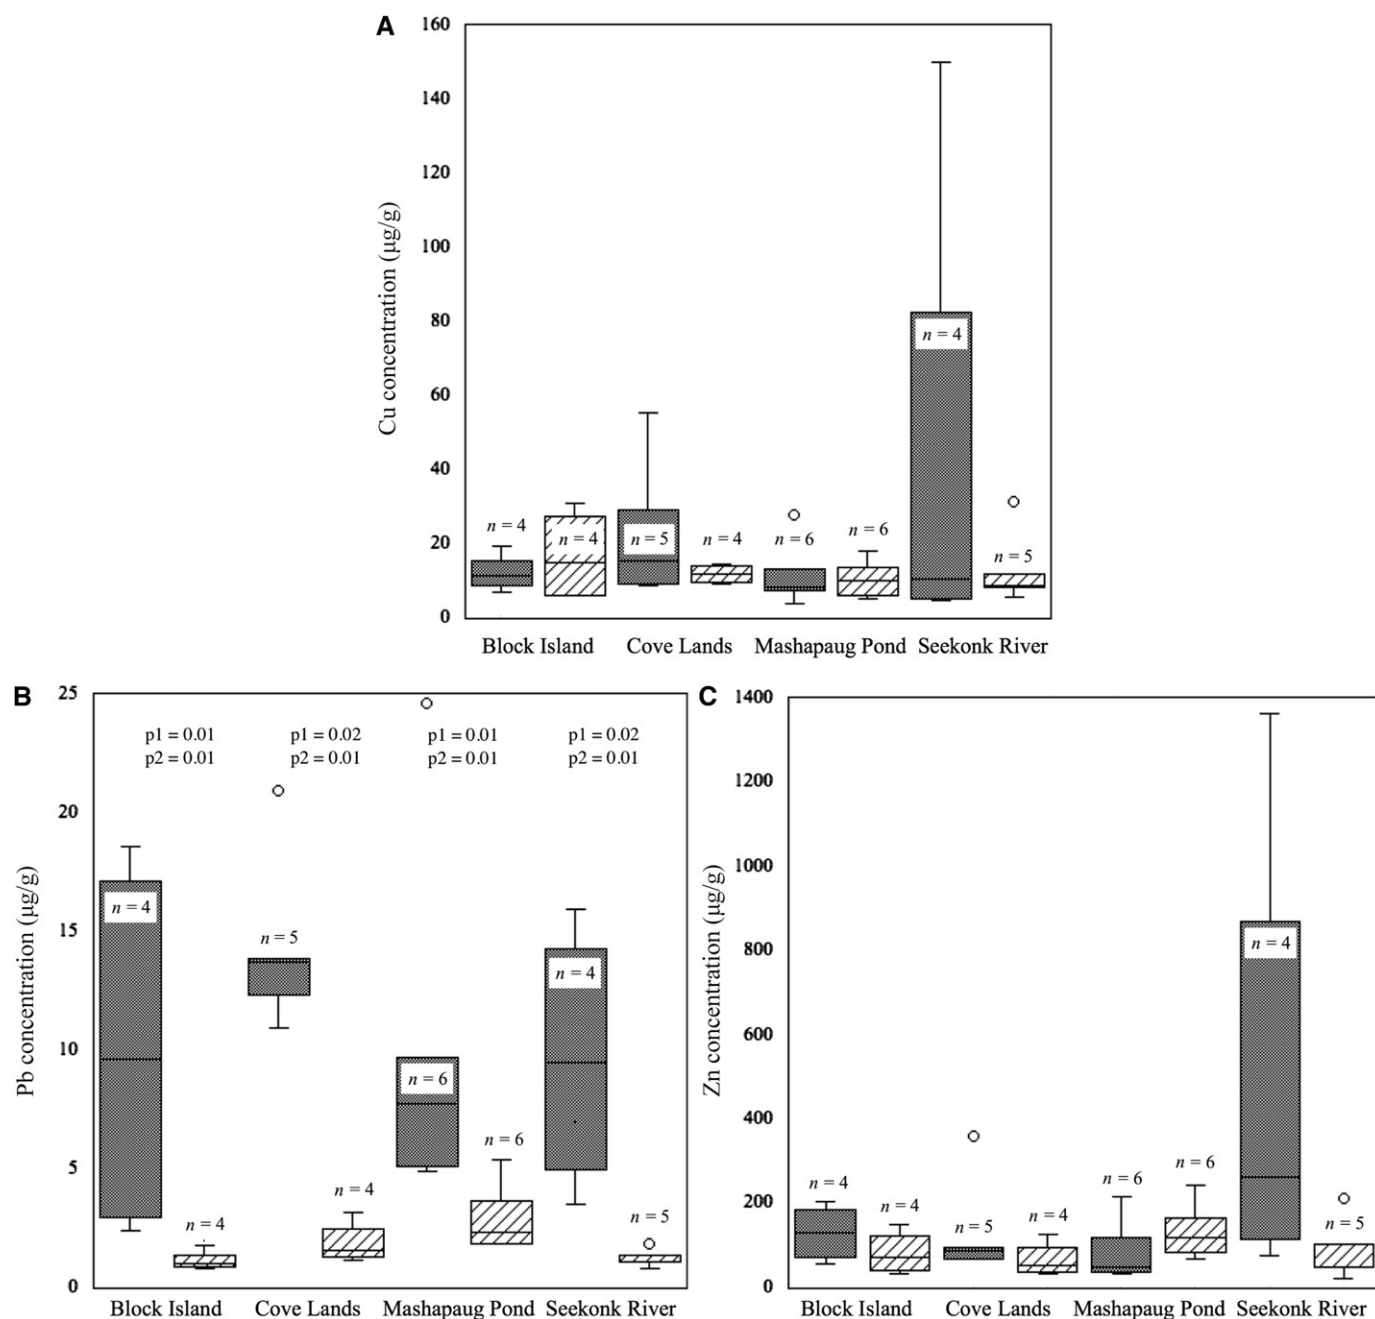 A
Cu concentration (µg/g)
160
140
120
100
80
60
40
20
0
n = 4
n = 4
n = 5
n = 4
n = 6
n = 6
n = 4
n = 5
Block Island Cove Lands Mashapaug Pond Seekonk River
B
Pb concentration (µg/g)
25
20
15
10
5
0
p1 = 0.01 p1 = 0.02 p1 = 0.01 p1 = 0.02
p2 = 0.01 p2 = 0.01 p2 = 0.01 p2 = 0.01
n = 4
n = 4
n = 5
n = 4
n = 6
n = 6
n = 4
n = 5
Block Island Cove Lands Mashapaug Pond Seekonk River
C
Zn concentration (µg/g)
1400
1200
1000
800
600
400
200
0
n = 4
n = 4
n = 5
n = 4
n = 6
n = 6
n = 4
n = 5
Block Island Cove Lands Mashapaug Pond Seekonk River